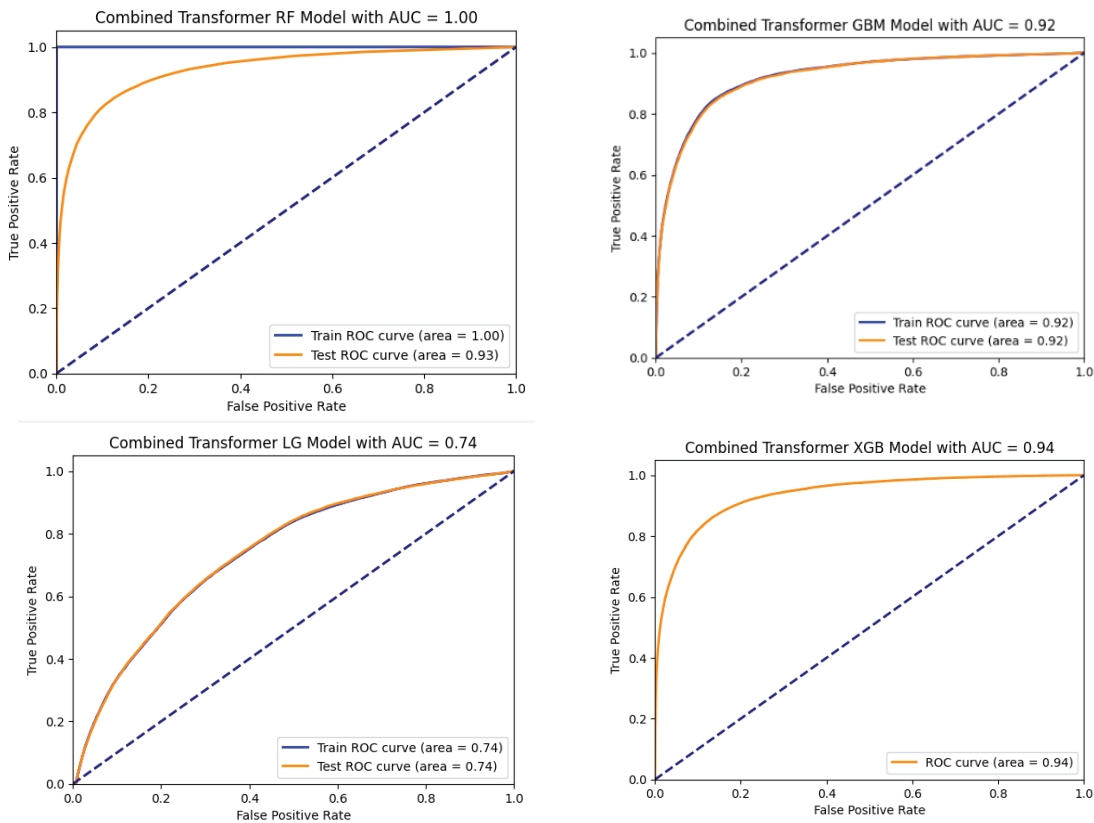 Combined Transformer RF Model with AUC = 1.00
1.0
0.8
0.6
0.4
0.2
0.0
True Positive Rate
Train ROC curve (area = 1.00)
Test ROC curve (area = 0.93)
0.0 0.2 0.4 0.6 0.8 1.0
False Positive Rate
Combined Transformer GBM Model with AUC = 0.92
1.0
0.8
0.6
0.4
0.2
0.0
True Positive Rate
Train ROC curve (area = 0.92)
Test ROC curve (area = 0.92)
0.0 0.2 0.4 0.6 0.8 1.0
False Positive Rate
Combined Transformer LG Model with AUC = 0.74
1.0
0.8
0.6
0.4
0.2
0.0
True Positive Rate
Train ROC curve (area = 0.74)
Test ROC curve (area = 0.74)
0.0 0.2 0.4 0.6 0.8 1.0
False Positive Rate
Combined Transformer XGB Model with AUC = 0.94
1.0
0.8
0.6
0.4
0.2
0.0
True Positive Rate
ROC curve (area = 0.94)
0.0 0.2 0.4 0.6 0.8 1.0
False Positive Rate